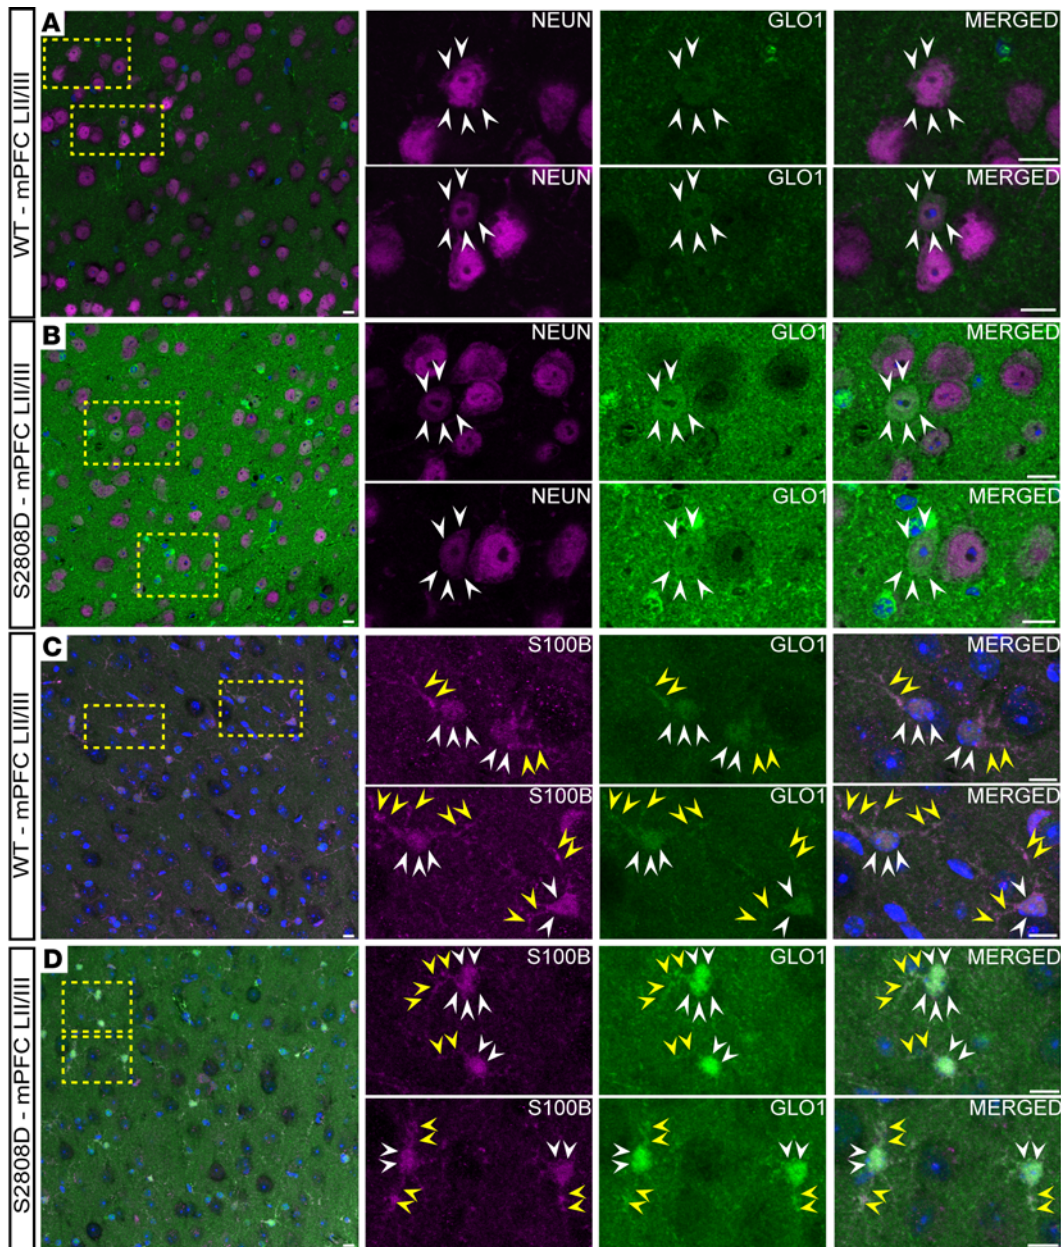 A
WT - mPFC LII/III
NEUN
GLO1
MERGED
NEUN
GLO1
MERGED
B
S2808D - mPFC LII/III
NEUN
GLO1
MERGED
NEUN
GLO1
MERGED
C
WT - mPFC LII/III
S100B
GLO1
MERGED
S100B
GLO1
MERGED
D
S2808D - mPFC LII/III
S100B
GLO1
MERGED
S100B
GLO1
MERGED